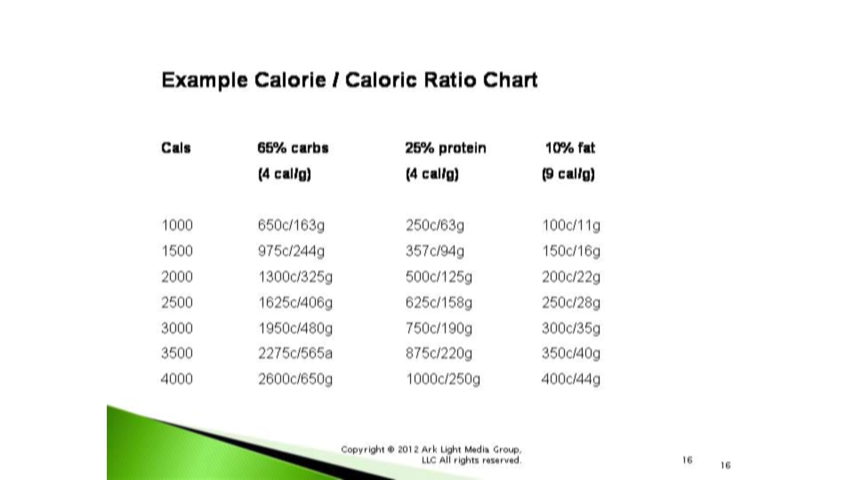 Example Calorie / Caloric Ratio Chart
Cals 65% carbs 25% protein 10% fat
(4 cal/g) (4 cal/g) (9 cal/g)
1000 650c/163g 250c/63g 100c/11g
1500 975c/244g 357c/94g 150c/16g
2000 1300c/325g 500c/125g 200c/22g
2500 1625c/406g 625c/158g 250c/28g
3000 1950c/480g 750c/190g 300c/35g
3500 2275c/565a 875c/220g 350c/40g
4000 2600c/650g 1000c/250g 400c/44g
Copyright © 2012 Ark Light Media Group,
LLC All rights reserved.
16
16